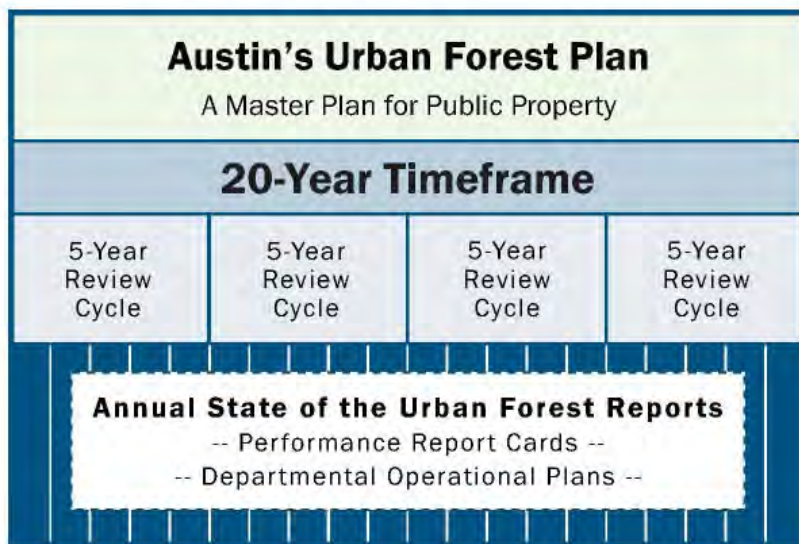 Austin's Urban Forest Plan
A Master Plan for Public Property
20-Year Timeframe
5-Year
Review
Cycle
5-Year
Review
Cycle
5-Year
Review
Cycle
5-Year
Review
Cycle
Annual State of the Urban Forest Reports
-- Performance Report Cards --
-- Departmental Operational Plans --